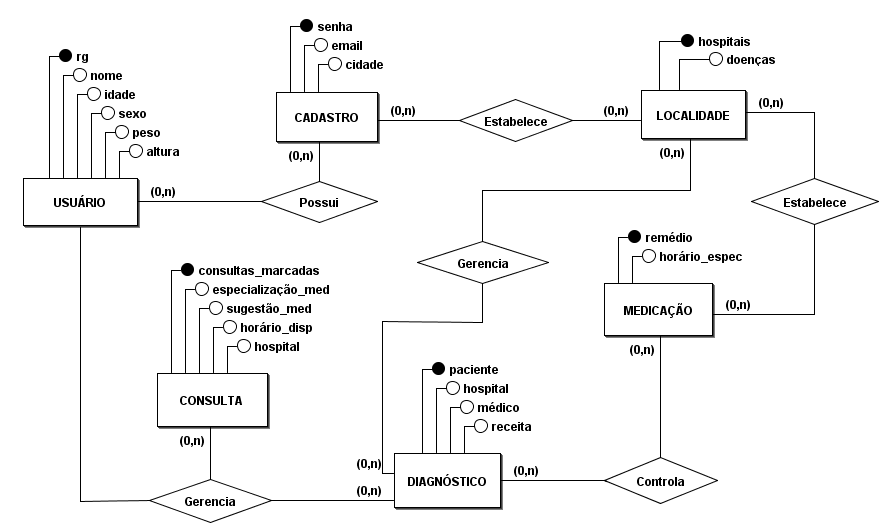 senha
email
cidade
hospitais
doenças
rg
nome
idade
sexo
peso
altura
CADASTRO
(0,n)
Estabelece
(0,n)
LOCALIDADE
(0,n)
(0,n)
(0,n)
USUÁRIO
(0,n)
Possui
Estabelece
remédio
horário_espec
Gerencia
MEDICAÇÃO
(0,n)
(0,n)
consultas_marcadas
especialização_med
sugestão_med
horário_disp
hospital
CONSULTA
(0,n)
paciente
hospital
médico
receita
(0,n)
DIAGNÓSTICO
(0,n)
Controla
(0,n)
Gerencia